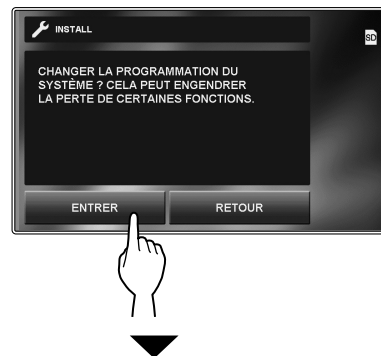 INSTALL
SD
CHANGER LA PROGRAMMATION DU
SYSTÈME ? CELA PEUT ENGENDRER
LA PERTE DE CERTAINES FONCTIONS.
ENTRER
RETOUR